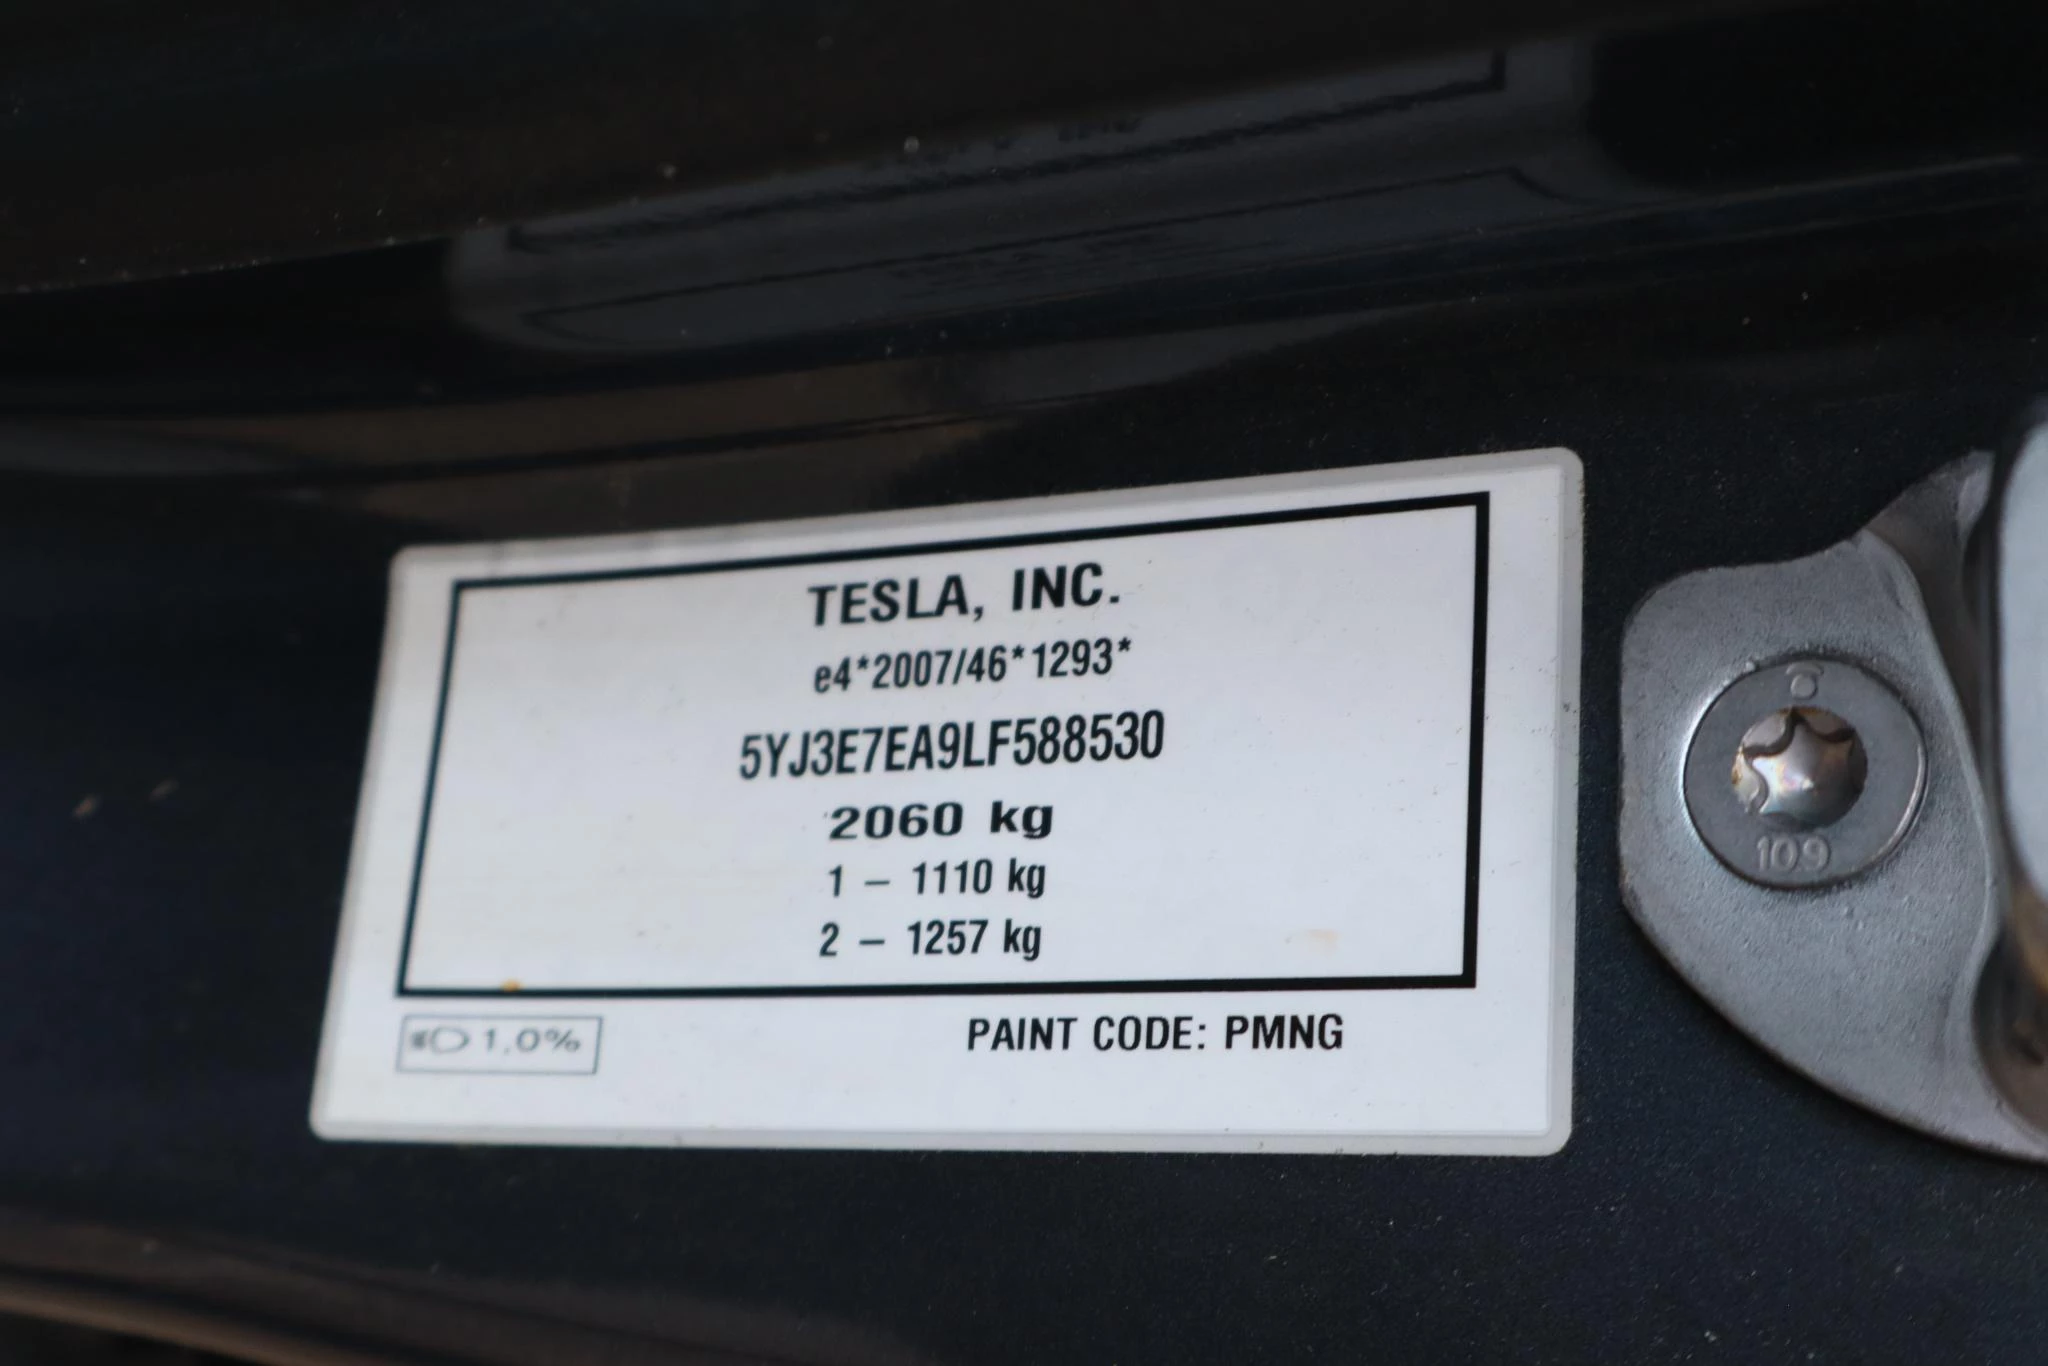 TESLA, INC.
e4*2007/46*1293*
5YJ3E7EA9LF588530
2060 kg
1 – 1110 kg
2 – 1257 kg
1.0%
PAINT CODE: PMNG
109